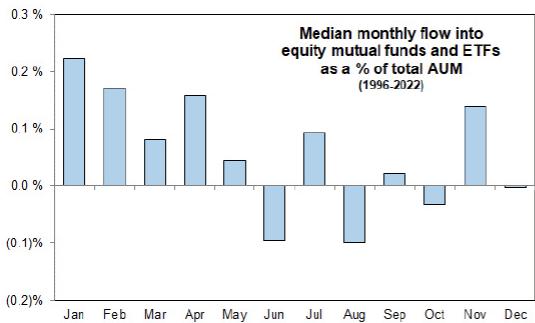 Median monthly flow into
equity mutual funds and ETFs
as a % of total AUM
(1996-2022)
0.3 %
0.2 %
0.1 %
0.0 %
(0.1)%
(0.2)%
Jan Feb Mar Apr May Jun Jul Aug Sep Oct Nov Dec